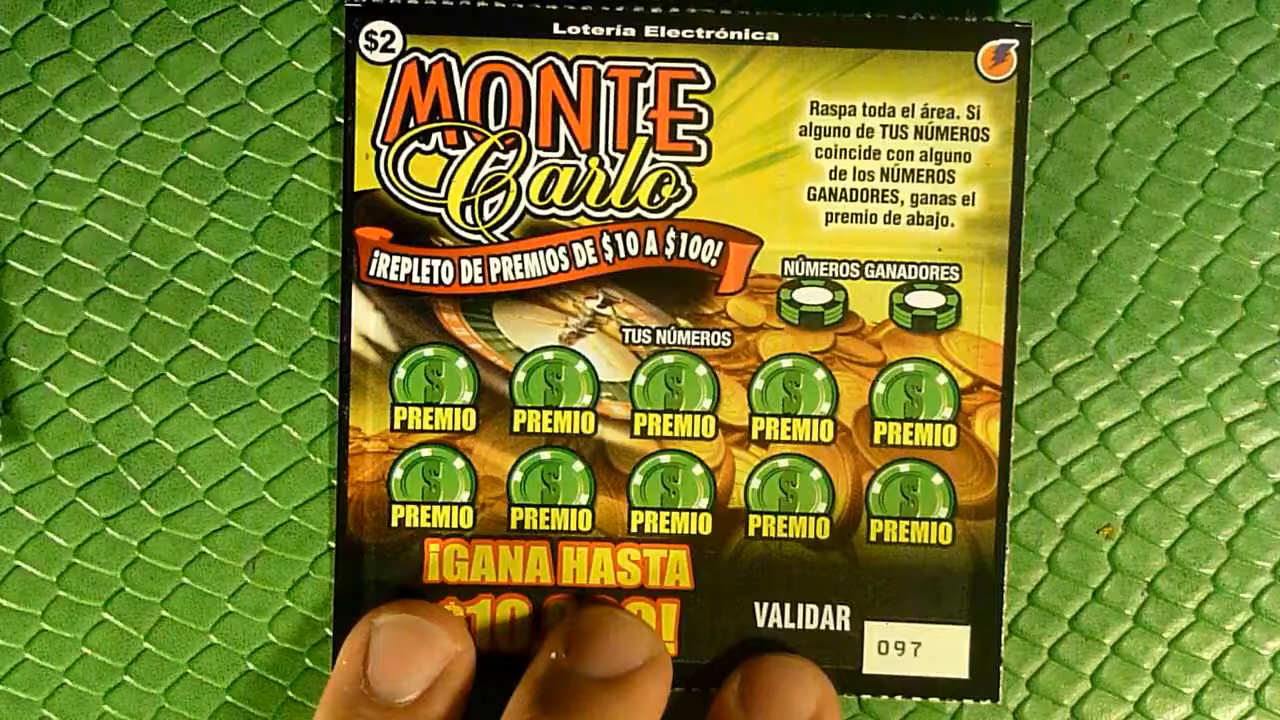 Lotería Electrónica
$2
MONTE
Carlo
¡REPLETO DE PREMIOS DE $10 A $100!
Raspa toda el área. Si
alguno de TUS NÚMEROS
coincide con alguno
de los NÚMEROS
GANADORES, ganas el
premio de abajo.
NÚMEROS GANADORES
TUS NÚMEROS
PREMIO PREMIO PREMIO PREMIO PREMIO
PREMIO PREMIO PREMIO PREMIO PREMIO
¡GANA HASTA
VALIDAR
097